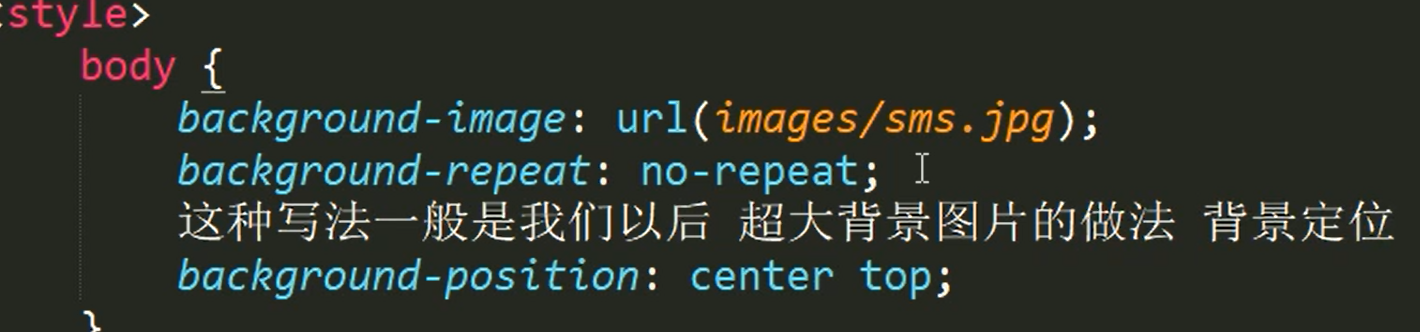 <style>
body {
background-image: url(images/sms.jpg);
background-repeat: no-repeat;
这种写法一般是我们以后 超大背景图片的做法 背景定位
background-position: center top;
}